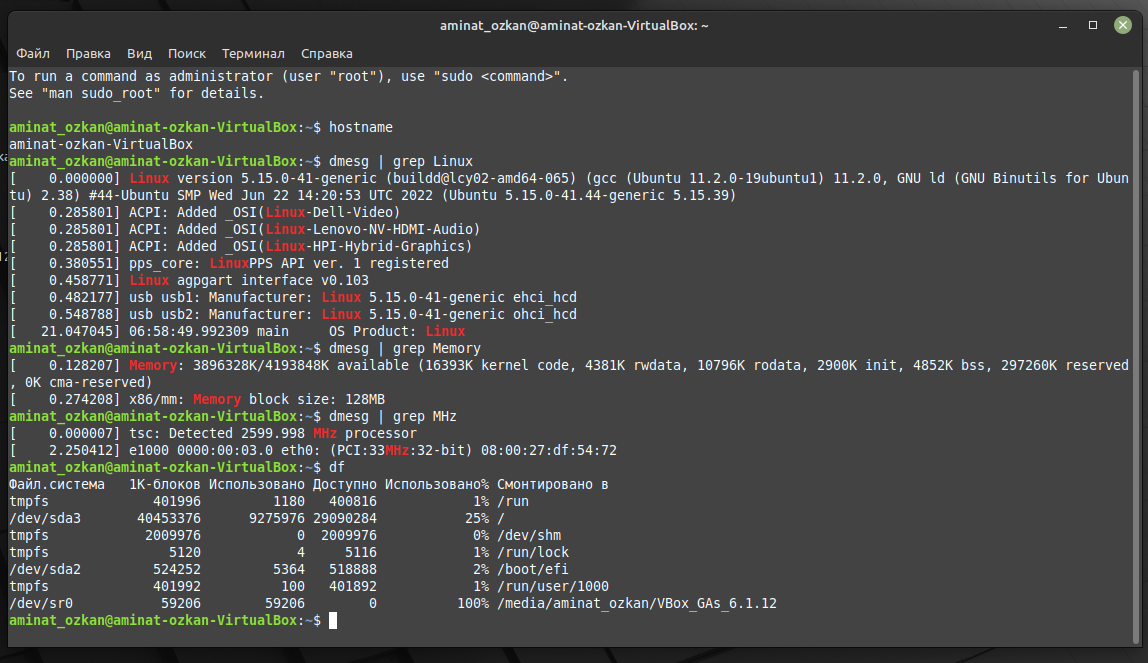 aminat_ozkan@aminat-ozkan-VirtualBox: ~
Файл Правка Вид Поиск Терминал Справка
To run a command as administrator (user "root"), use "sudo <command>".
See "man sudo_root" for details.
aminat_ozkan@aminat-ozkan-VirtualBox:~$ hostname
aminat-ozkan-VirtualBox
aminat_ozkan@aminat-ozkan-VirtualBox:~$ dmesg | grep Linux
[    0.000000] Linux version 5.15.0-41-generic (buildd@lcy02-amd64-065) (gcc (Ubuntu 11.2.0-19ubuntu1) 11.2.0, GNU ld (GNU Binutils for Ubun
tu) 2.38) #44-Ubuntu SMP Wed Jun 22 14:20:53 UTC 2022 (Ubuntu 5.15.0-41.44-generic 5.15.39)
[    0.285801] ACPI: Added _OSI(Linux-Dell-Video)
[    0.285801] ACPI: Added _OSI(Linux-Lenovo-NV-HDMI-Audio)
[    0.285801] ACPI: Added _OSI(Linux-HPI-Hybrid-Graphics)
[    0.380551] pps_core: LinuxPPS API ver. 1 registered
[    0.458771] Linux agpgart interface v0.103
[    0.482177] usb usb1: Manufacturer: Linux 5.15.0-41-generic ehci_hcd
[    0.548788] usb usb2: Manufacturer: Linux 5.15.0-41-generic ohci_hcd
[   21.047045] 06:58:49.992309 main     OS Product: Linux
aminat_ozkan@aminat-ozkan-VirtualBox:~$ dmesg | grep Memory
[    0.128207] Memory: 3896328K/4193848K available (16393K kernel code, 4381K rwdata, 10796K rodata, 2900K init, 4852K bss, 297260K reserved
, 0K cma-reserved)
[    0.274208] x86/mm: Memory block size: 128MB
aminat_ozkan@aminat-ozkan-VirtualBox:~$ dmesg | grep MHz
[    0.000007] tsc: Detected 2599.998 MHz processor
[    2.250412] e1000 0000:00:03.0 eth0: (PCI:33MHz:32-bit) 08:00:27:df:54:72
aminat_ozkan@aminat-ozkan-VirtualBox:~$ df
Файл.система   1K-блоков Использовано Доступно Использовано% Cмонтировано в
tmpfs             401996         1180   400816            1% /run
/dev/sda3       40453376      9275976 29090284           25% /
tmpfs            2009976            0  2009976            0% /dev/shm
tmpfs               5120            4     5116            1% /run/lock
/dev/sda2         524252         5364   518888            2% /boot/efi
tmpfs             401992          100   401892            1% /run/user/1000
/dev/sr0           59206        59206        0          100% /media/aminat_ozkan/VBox_GAs_6.1.12
aminat_ozkan@aminat-ozkan-VirtualBox:~$